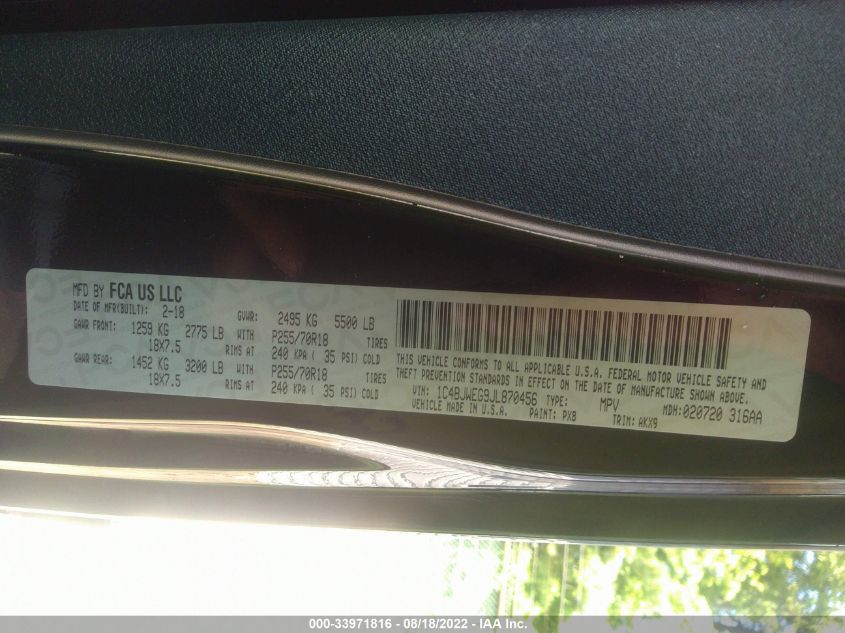 MFD BY FCA US LLC
DATE OF MFR(BUILT): 2-18 GVWR: 2495 KG 5500 LB
GAWR FRONT: 1259 KG 2775 LB WITH P255/70R18 TIRES
18X7.5 RIMS AT 240 KPA ( 35 PSI) COLD
GAWR REAR: 1452 KG 3200 LB WITH P255/70R18 TIRES
18X7.5 RIMS AT 240 KPA ( 35 PSI) COLD
THIS VEHICLE CONFORMS TO ALL APPLICABLE U.S.A. FEDERAL MOTOR VEHICLE SAFETY AND
THEFT PREVENTION STANDARDS IN EFFECT ON THE DATE OF MANUFACTURE SHOWN ABOVE.
VIN: 1C4BJWEG9JL870456 TYPE: MPV MDH:020720 316AA
VEHICLE MADE IN U.S.A. PAINT: PX8 TRIM: AKX9
000-33971816 - 08/18/2022 - IAA Inc.